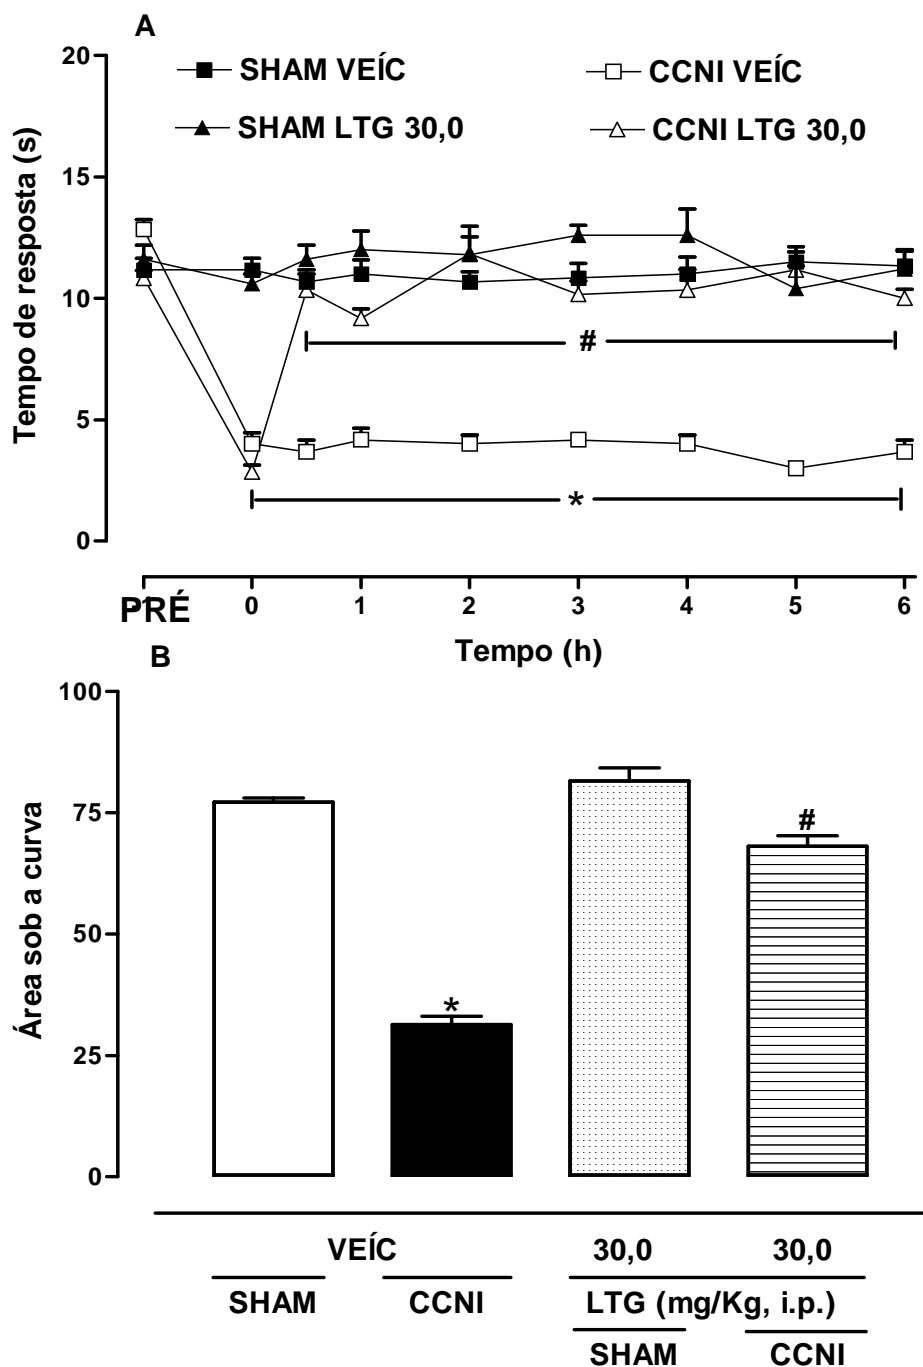 A
20
SHAM VEÍC
CCNI VEÍC
SHAM LTG 30,0
CCNI LTG 30,0
15
10
5
0
Tempo de resposta (s)
#
*
PRÉ 0 1 2 3 4 5 6
Tempo (h)
B
100
75
50
25
0
Área sob a curva
*
#
VEÍC 30,0 30,0
SHAM CCNI LTG (mg/Kg, i.p.)
SHAM CCNI